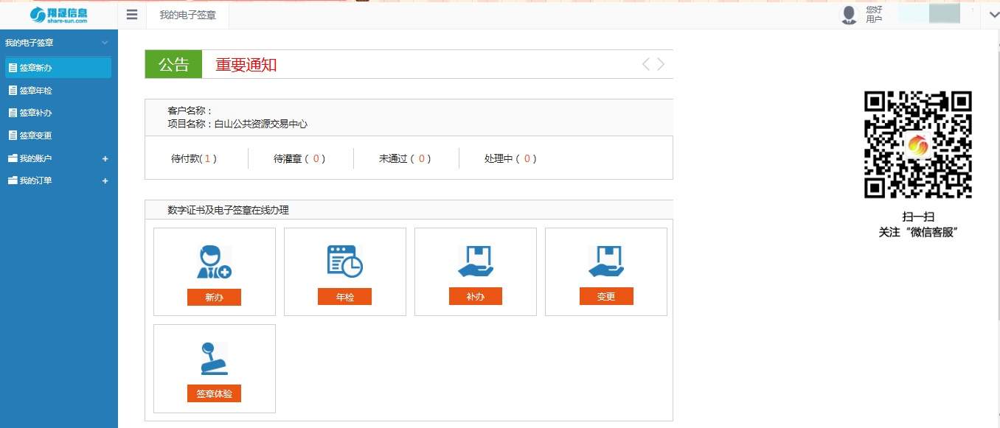 翔晟信息
share-sun.com
我的电子签章
您好
用户
我的电子签章
签章新办
签章年检
签章补办
签章变更
我的账户
我的订单
公告
重要通知
客户名称：
项目名称：白山公共资源交易中心
待付款( 1 )
待灌章 ( 0 )
未通过 ( 0 )
处理中 ( 0 )
数字证书及电子签章在线办理
新办
年检
补办
变更
签章体验
扫一扫
关注“微信客服”